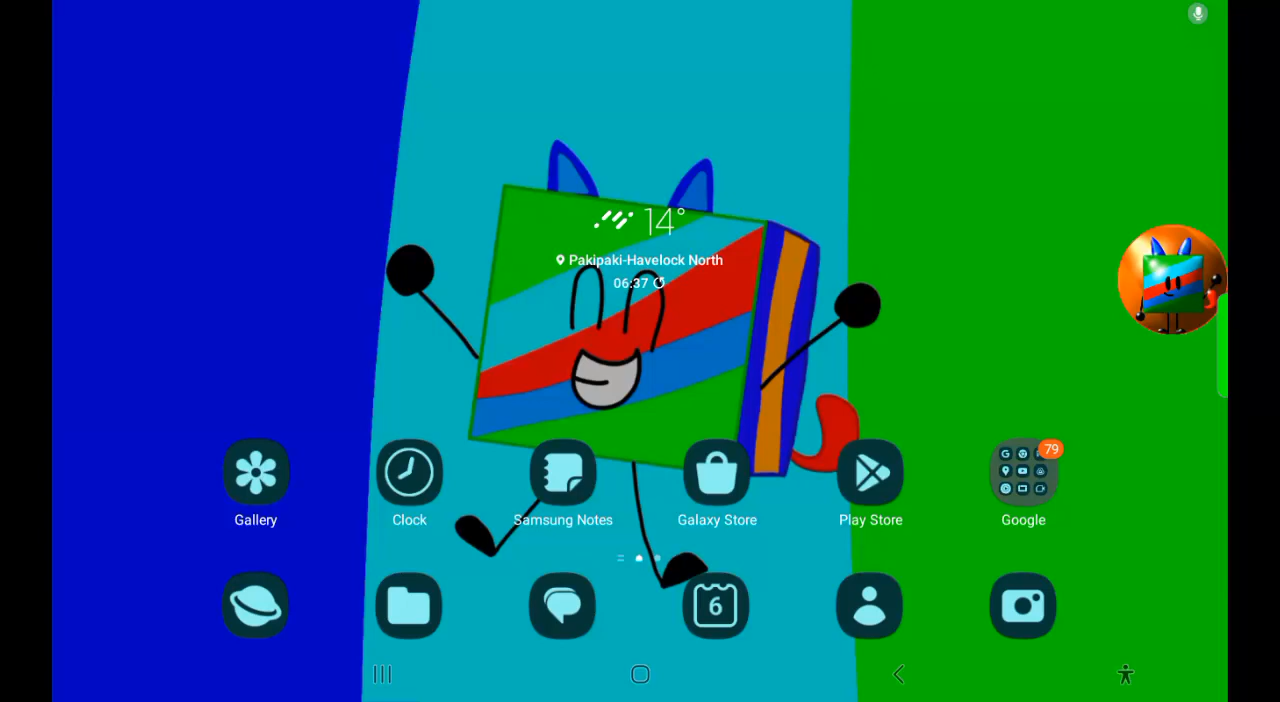 14°
Pakipaki-Havelock North
06:37
79
Gallery
Clock
Samsung Notes
Galaxy Store
Play Store
Google
6